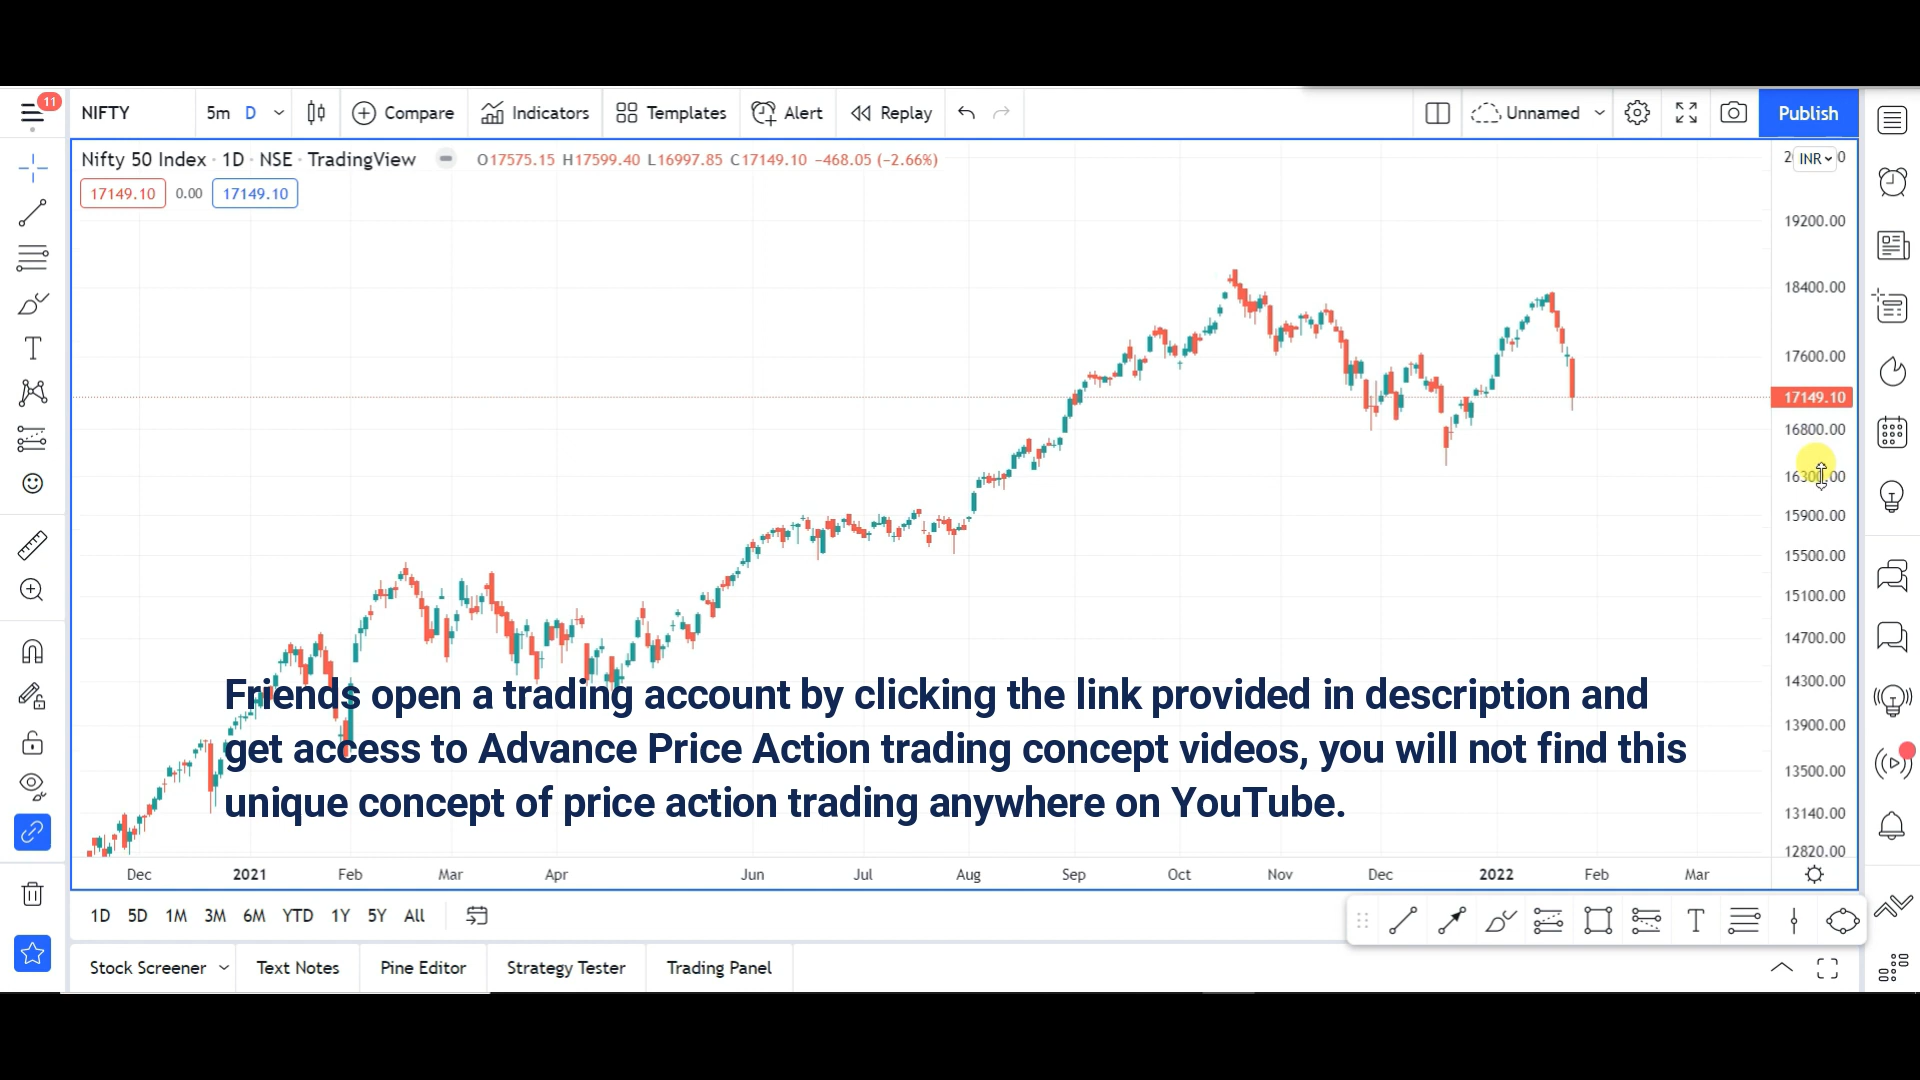 11
NIFTY 5m D Compare Indicators Templates Alert Replay Unnamed Publish
Nifty 50 Index · 1D · NSE · TradingView O17575.15 H17599.40 L16997.85 C17149.10 −468.05 (−2.66%)
INR
17149.10 0.00 17149.10
19200.00
18400.00
17600.00
17149.10
16800.00
15900.00
15500.00
15100.00
14700.00
14300.00
13900.00
13500.00
13140.00
12820.00
Friends open a trading account by clicking the link provided in description and
get access to Advance Price Action trading concept videos, you will not find this
unique concept of price action trading anywhere on YouTube.
Dec 2021 Feb Mar Apr Jun Jul Aug Sep Oct Nov Dec 2022 Feb Mar
1D 5D 1M 3M 6M YTD 1Y 5Y All
Stock Screener Text Notes Pine Editor Strategy Tester Trading Panel